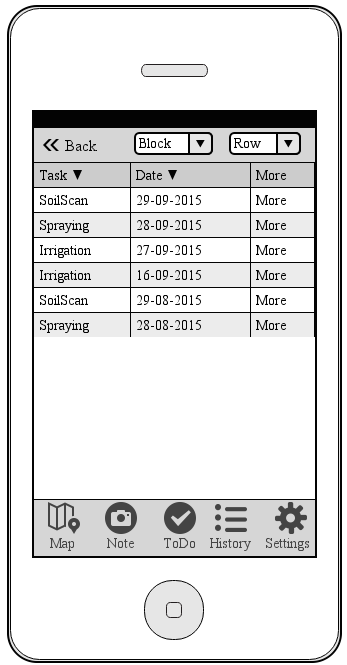 Back Block ▼ Row ▼
Task ▼ Date ▼ More
SoilScan 29-09-2015 More
Spraying 28-09-2015 More
Irrigation 27-09-2015 More
Irrigation 16-09-2015 More
SoilScan 29-08-2015 More
Spraying 28-08-2015 More
Map Note ToDo History Settings